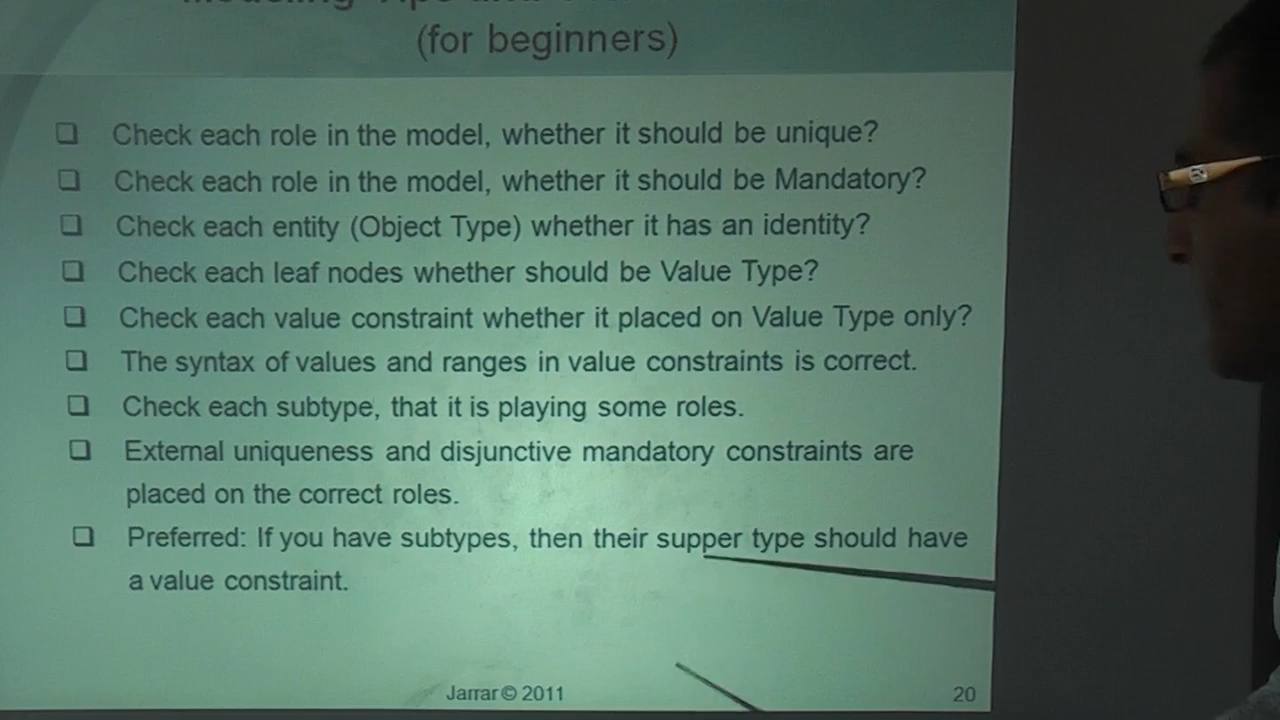 (for beginners)
❑ Check each role in the model, whether it should be unique?
❑ Check each role in the model, whether it should be Mandatory?
❑ Check each entity (Object Type) whether it has an identity?
❑ Check each leaf nodes whether should be Value Type?
❑ Check each value constraint whether it placed on Value Type only?
❑ The syntax of values and ranges in value constraints is correct.
❑ Check each subtype, that it is playing some roles.
❑ External uniqueness and disjunctive mandatory constraints are
placed on the correct roles.
❑ Preferred: If you have subtypes, then their supper type should have
a value constraint.
Jarrar © 2011
20